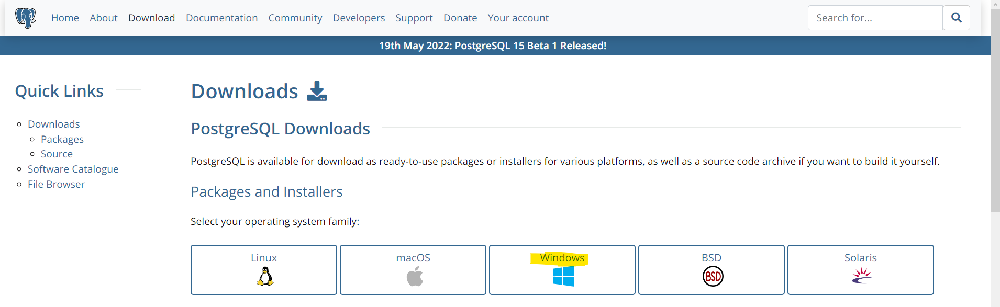 Home About Download Documentation Community Developers Support Donate Your account Search for...
19th May 2022: PostgreSQL 15 Beta 1 Released!
Quick Links
Downloads
Packages
Source
Software Catalogue
File Browser
Downloads
PostgreSQL Downloads
PostgreSQL is available for download as ready-to-use packages or installers for various platforms, as well as a source code archive if you want to build it yourself.
Packages and Installers
Select your operating system family:
Linux macOS Windows BSD Solaris
BSD